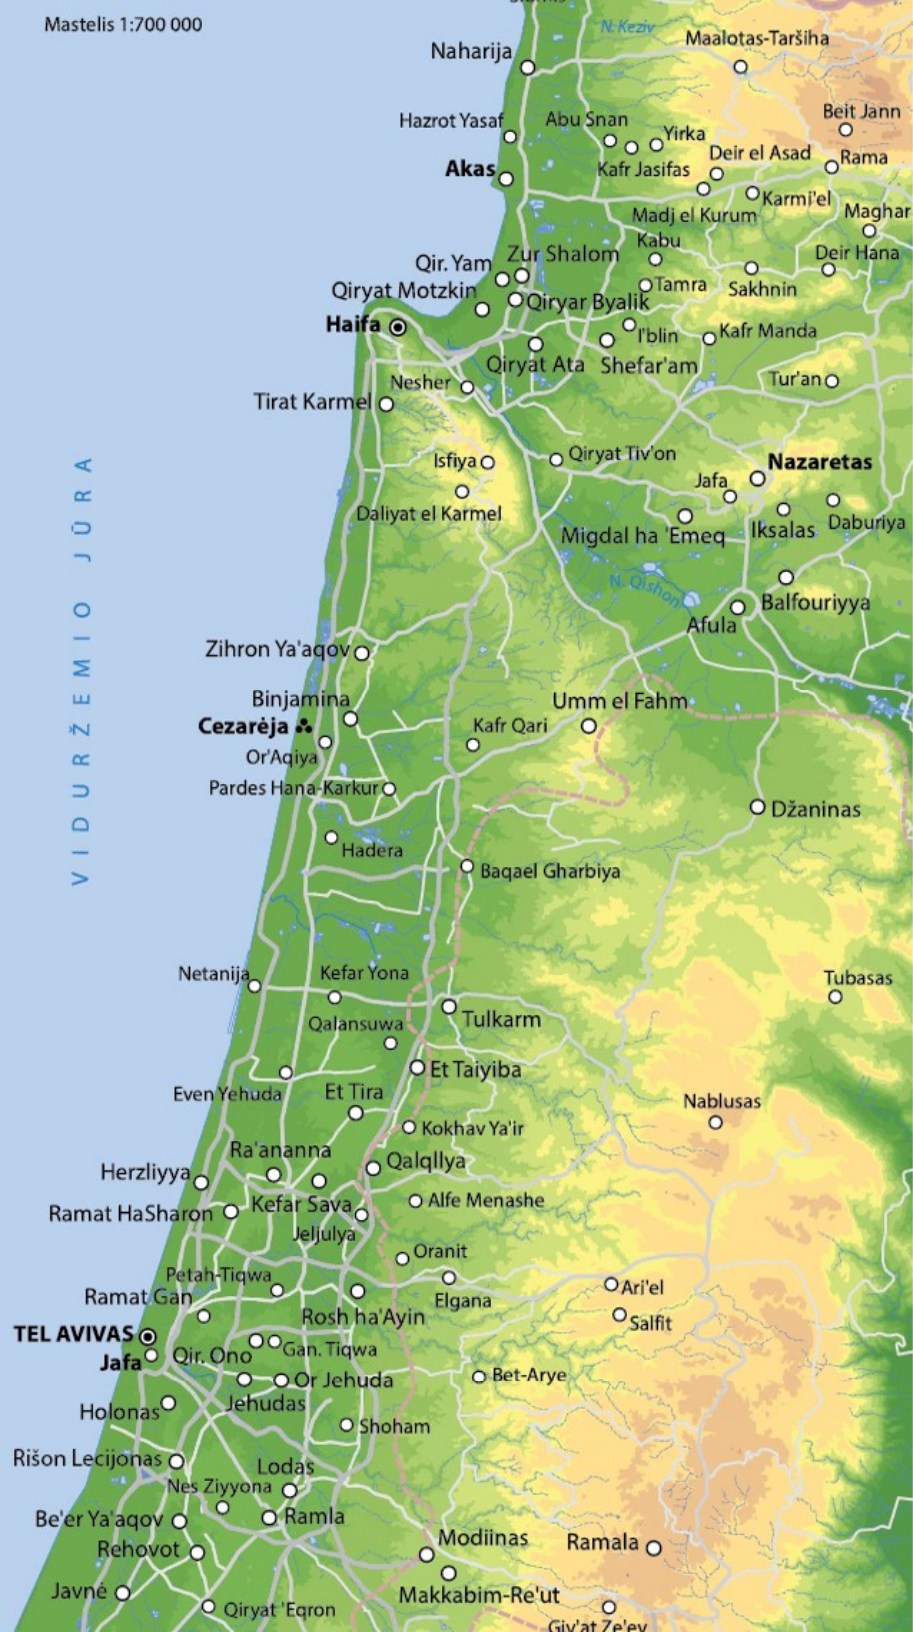 Mastelis 1:700 000
N. Keziv
Maalotas-Taršiha
Naharija
Beit Jann
Hazrot Yasaf
Abu Snan
Yirka
Deir el Asad
Rama
Akas
Kafr Jasifas
Karmi'el
Madj el Kurum
Maghar
Kabu
Zur Shalom
Deir Hana
Qir. Yam
Tamra
Sakhnin
Qiryat Motzkin
Qiryar Byalik
Haifa
I'blin
Kafr Manda
Qiryat Ata
Shefar'am
Nesher
Tur'an
Tirat Karmel
Isfiya
Qiryat Tiv'on
Nazaretas
Jafa
Daliyat el Karmel
Migdal ha 'Emeq
Iksalas
Daburiya
VIDURŽEMIO JŪRA
N. Qishon
Balfouriyya
Afula
Zihron Ya'aqov
Binjamina
Umm el Fahm
Cezarėja
Kafr Qari
Or'Aqiya
Pardes Hana-Karkur
Džaninas
Hadera
Baqael Gharbiya
Netanija
Kefar Yona
Tubasas
Qalansuwa
Tulkarm
Et Taiyiba
Even Yehuda
Et Tira
Nablusas
Kokhav Ya'ir
Ra'ananna
Qalqllya
Herzliyya
Kefar Sava
Alfe Menashe
Ramat HaSharon
Jeljulya
Oranit
Petah-Tiqwa
Elgana
Ari'el
Ramat Gan
Rosh ha'Ayin
Salfit
TEL AVIVAS
Jafa
Qir. Ono
Gan. Tiqwa
Bet-Arye
Or Jehuda
Jehudas
Holonas
Shoham
Rišon Lecijonas
Lodas
Nes Ziyyona
Be'er Ya'aqov
Ramla
Modiinas
Ramala
Rehovot
Javnė
Makkabim-Re'ut
Qiryat 'Eqron
Giv'at Ze'ev